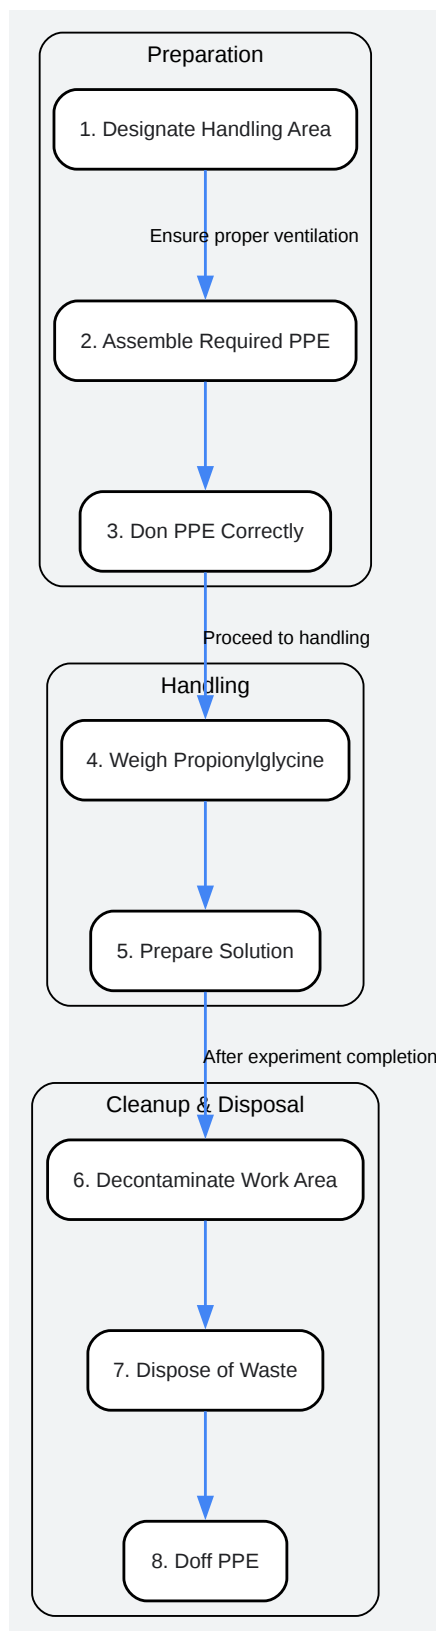 Preparation
1. Designate Handling Area
Ensure proper ventilation
2. Assemble Required PPE
3. Don PPE Correctly
Proceed to handling
Handling
4. Weigh Propionylglycine
5. Prepare Solution
After experiment completion
Cleanup & Disposal
6. Decontaminate Work Area
7. Dispose of Waste
8. Doff PPE